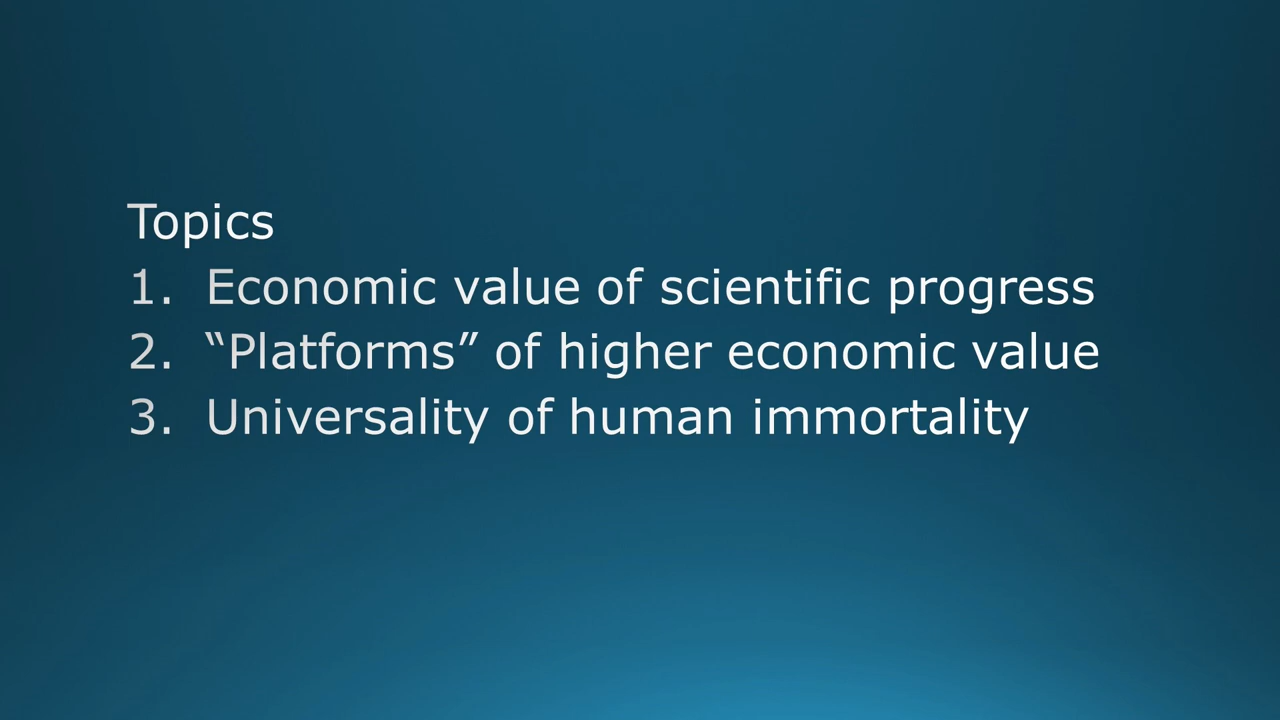 Topics
1. Economic value of scientific progress
2. “Platforms” of higher economic value
3. Universality of human immortality